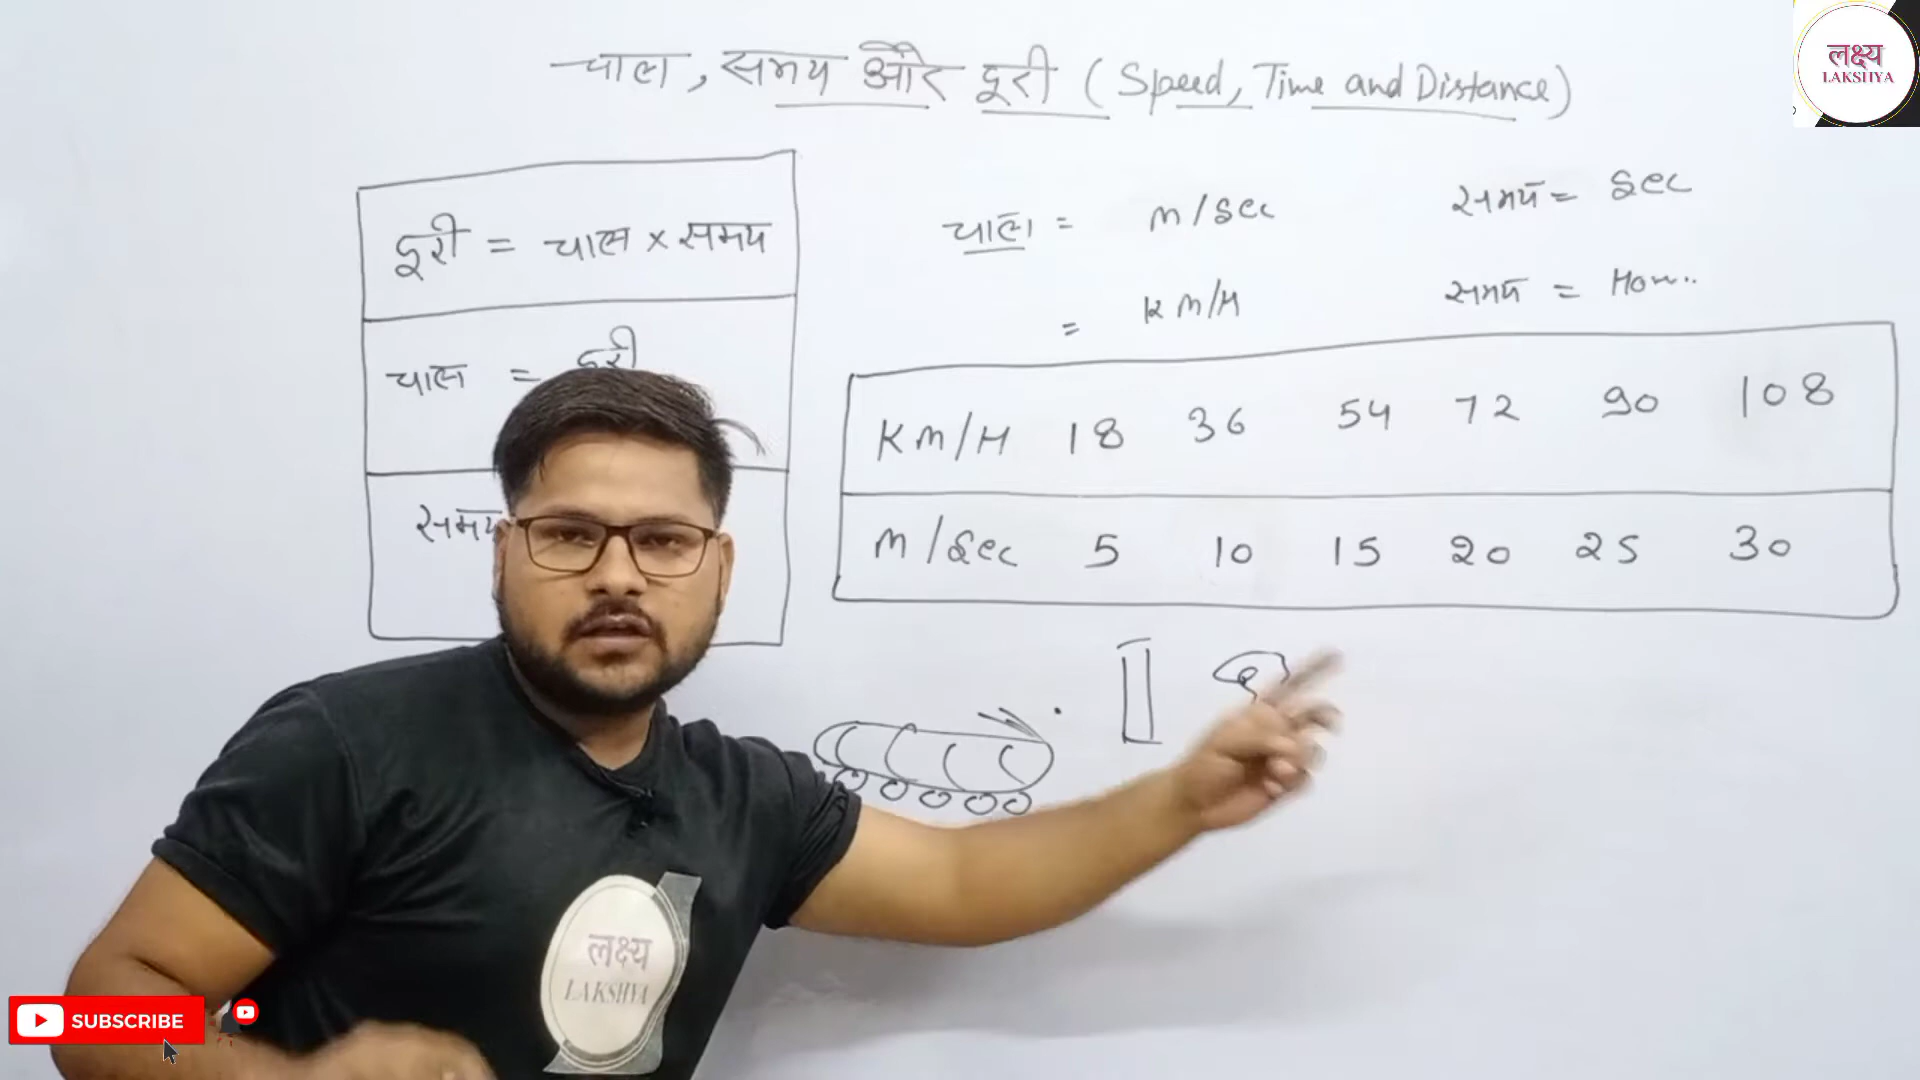 चाल, समय और दूरी (Speed, Time and Distance)
लक्ष्य
LAKSHYA
दूरी = चाल × समय
चाल = दूरी
समय
चाल = m/sec
समय = sec
= Km/H
समय =
Km/H 18 36 54 72 90 108
m/sec 5 10 15 20 25 30
लक्ष्य
LAKSHYA
SUBSCRIBE